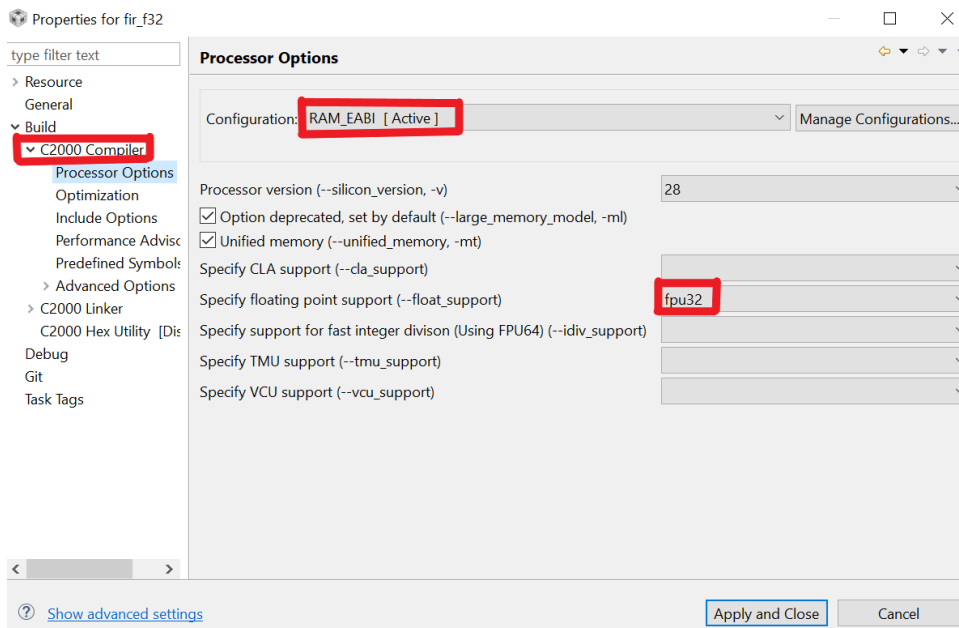 Properties for fir_f32
type filter text
Processor Options
Resource
General
Build
C2000 Compiler
Processor Options
Optimization
Include Options
Performance Advisc
Predefined Symbols
Advanced Options
C2000 Linker
C2000 Hex Utility [Dis
Debug
Git
Task Tags
Configuration: RAM_EABI [ Active ] Manage Configurations...
Processor version (--silicon_version, -v) 28
Option deprecated, set by default (--large_memory_model, -ml)
Unified memory (--unified_memory, -mt)
Specify CLA support (--cla_support)
Specify floating point support (--float_support) fpu32
Specify support for fast integer divison (Using FPU64) (--idiv_support)
Specify TMU support (--tmu_support)
Specify VCU support (--vcu_support)
Show advanced settings
Apply and Close Cancel